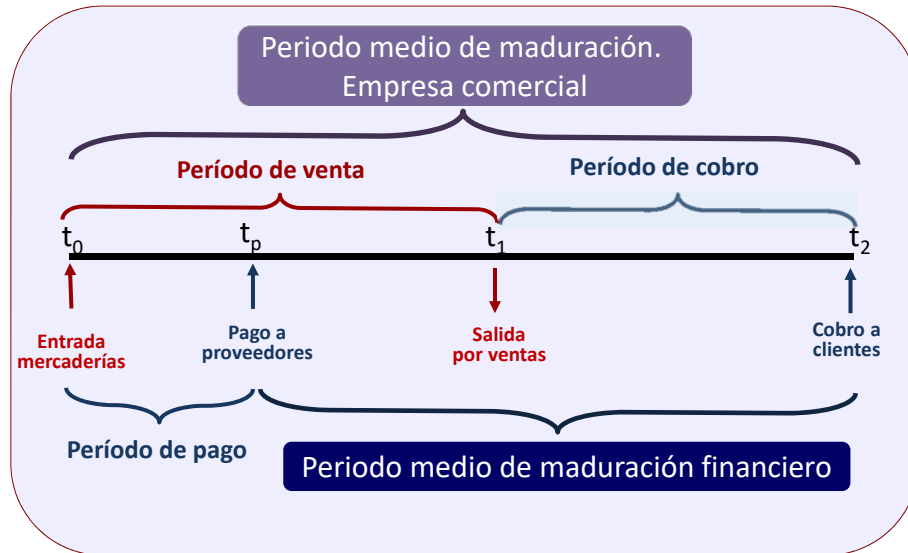 Periodo medio de maduración.
Empresa comercial
Período de venta
Período de cobro
t0
tp
t1
t2
Entrada
mercaderías
Pago a
proveedores
Salida
por ventas
Cobro a
clientes
Período de pago
Periodo medio de maduración financiero